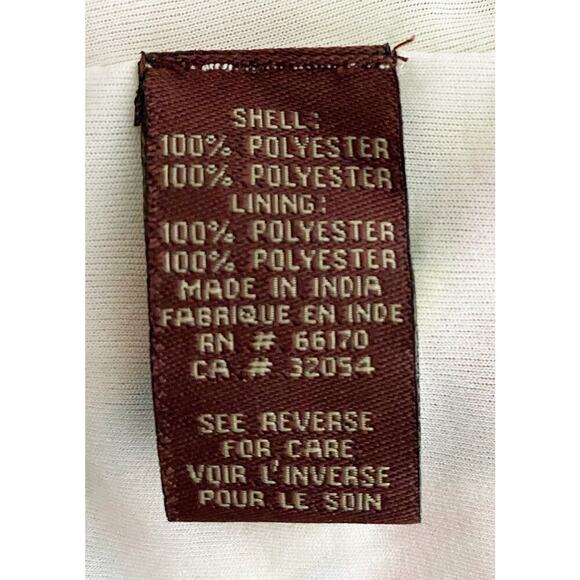 SHELL:
100% POLYESTER
100% POLYESTER
LINING:
100% POLYESTER
100% POLYESTER
MADE IN INDIA
FABRIQUE EN INDE
RN # 66170
CA # 32054
SEE REVERSE
FOR CARE
VOIR L'INVERSE
POUR LE SOIN